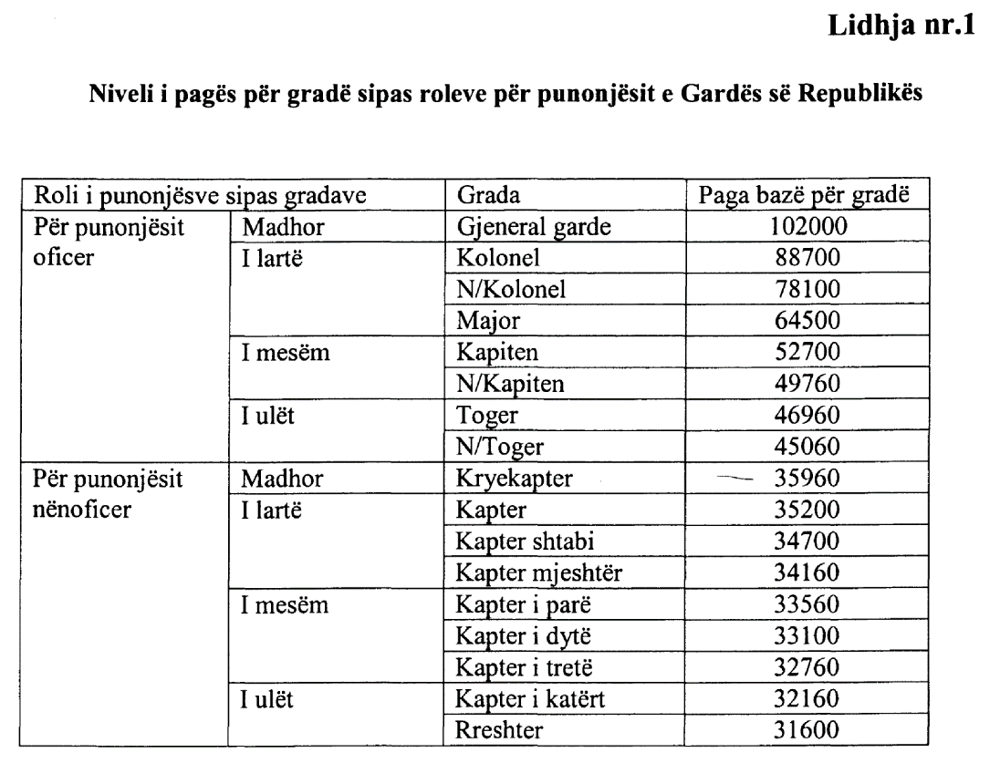 Lidhja nr.1
Niveli i pagës për gradë sipas roleve për punonjësit e Gardës së Republikës
Roli i punonjësve sipas gradave Grada Paga bazë për gradë
Për punonjësit Madhor Gjeneral garde 102000
oficer I lartë Kolonel 88700
N/Kolonel 78100
Major 64500
I mesëm Kapiten 52700
N/Kapiten 49760
I ulët Toger 46960
N/Toger 45060
Për punonjësit Madhor Kryekapter 35960
nënoficer I lartë Kapter 35200
Kapter shtabi 34700
Kapter mjeshtër 34160
I mesëm Kapter i parë 33560
Kapter i dytë 33100
Kapter i tretë 32760
I ulët Kapter i katërt 32160
Rreshter 31600